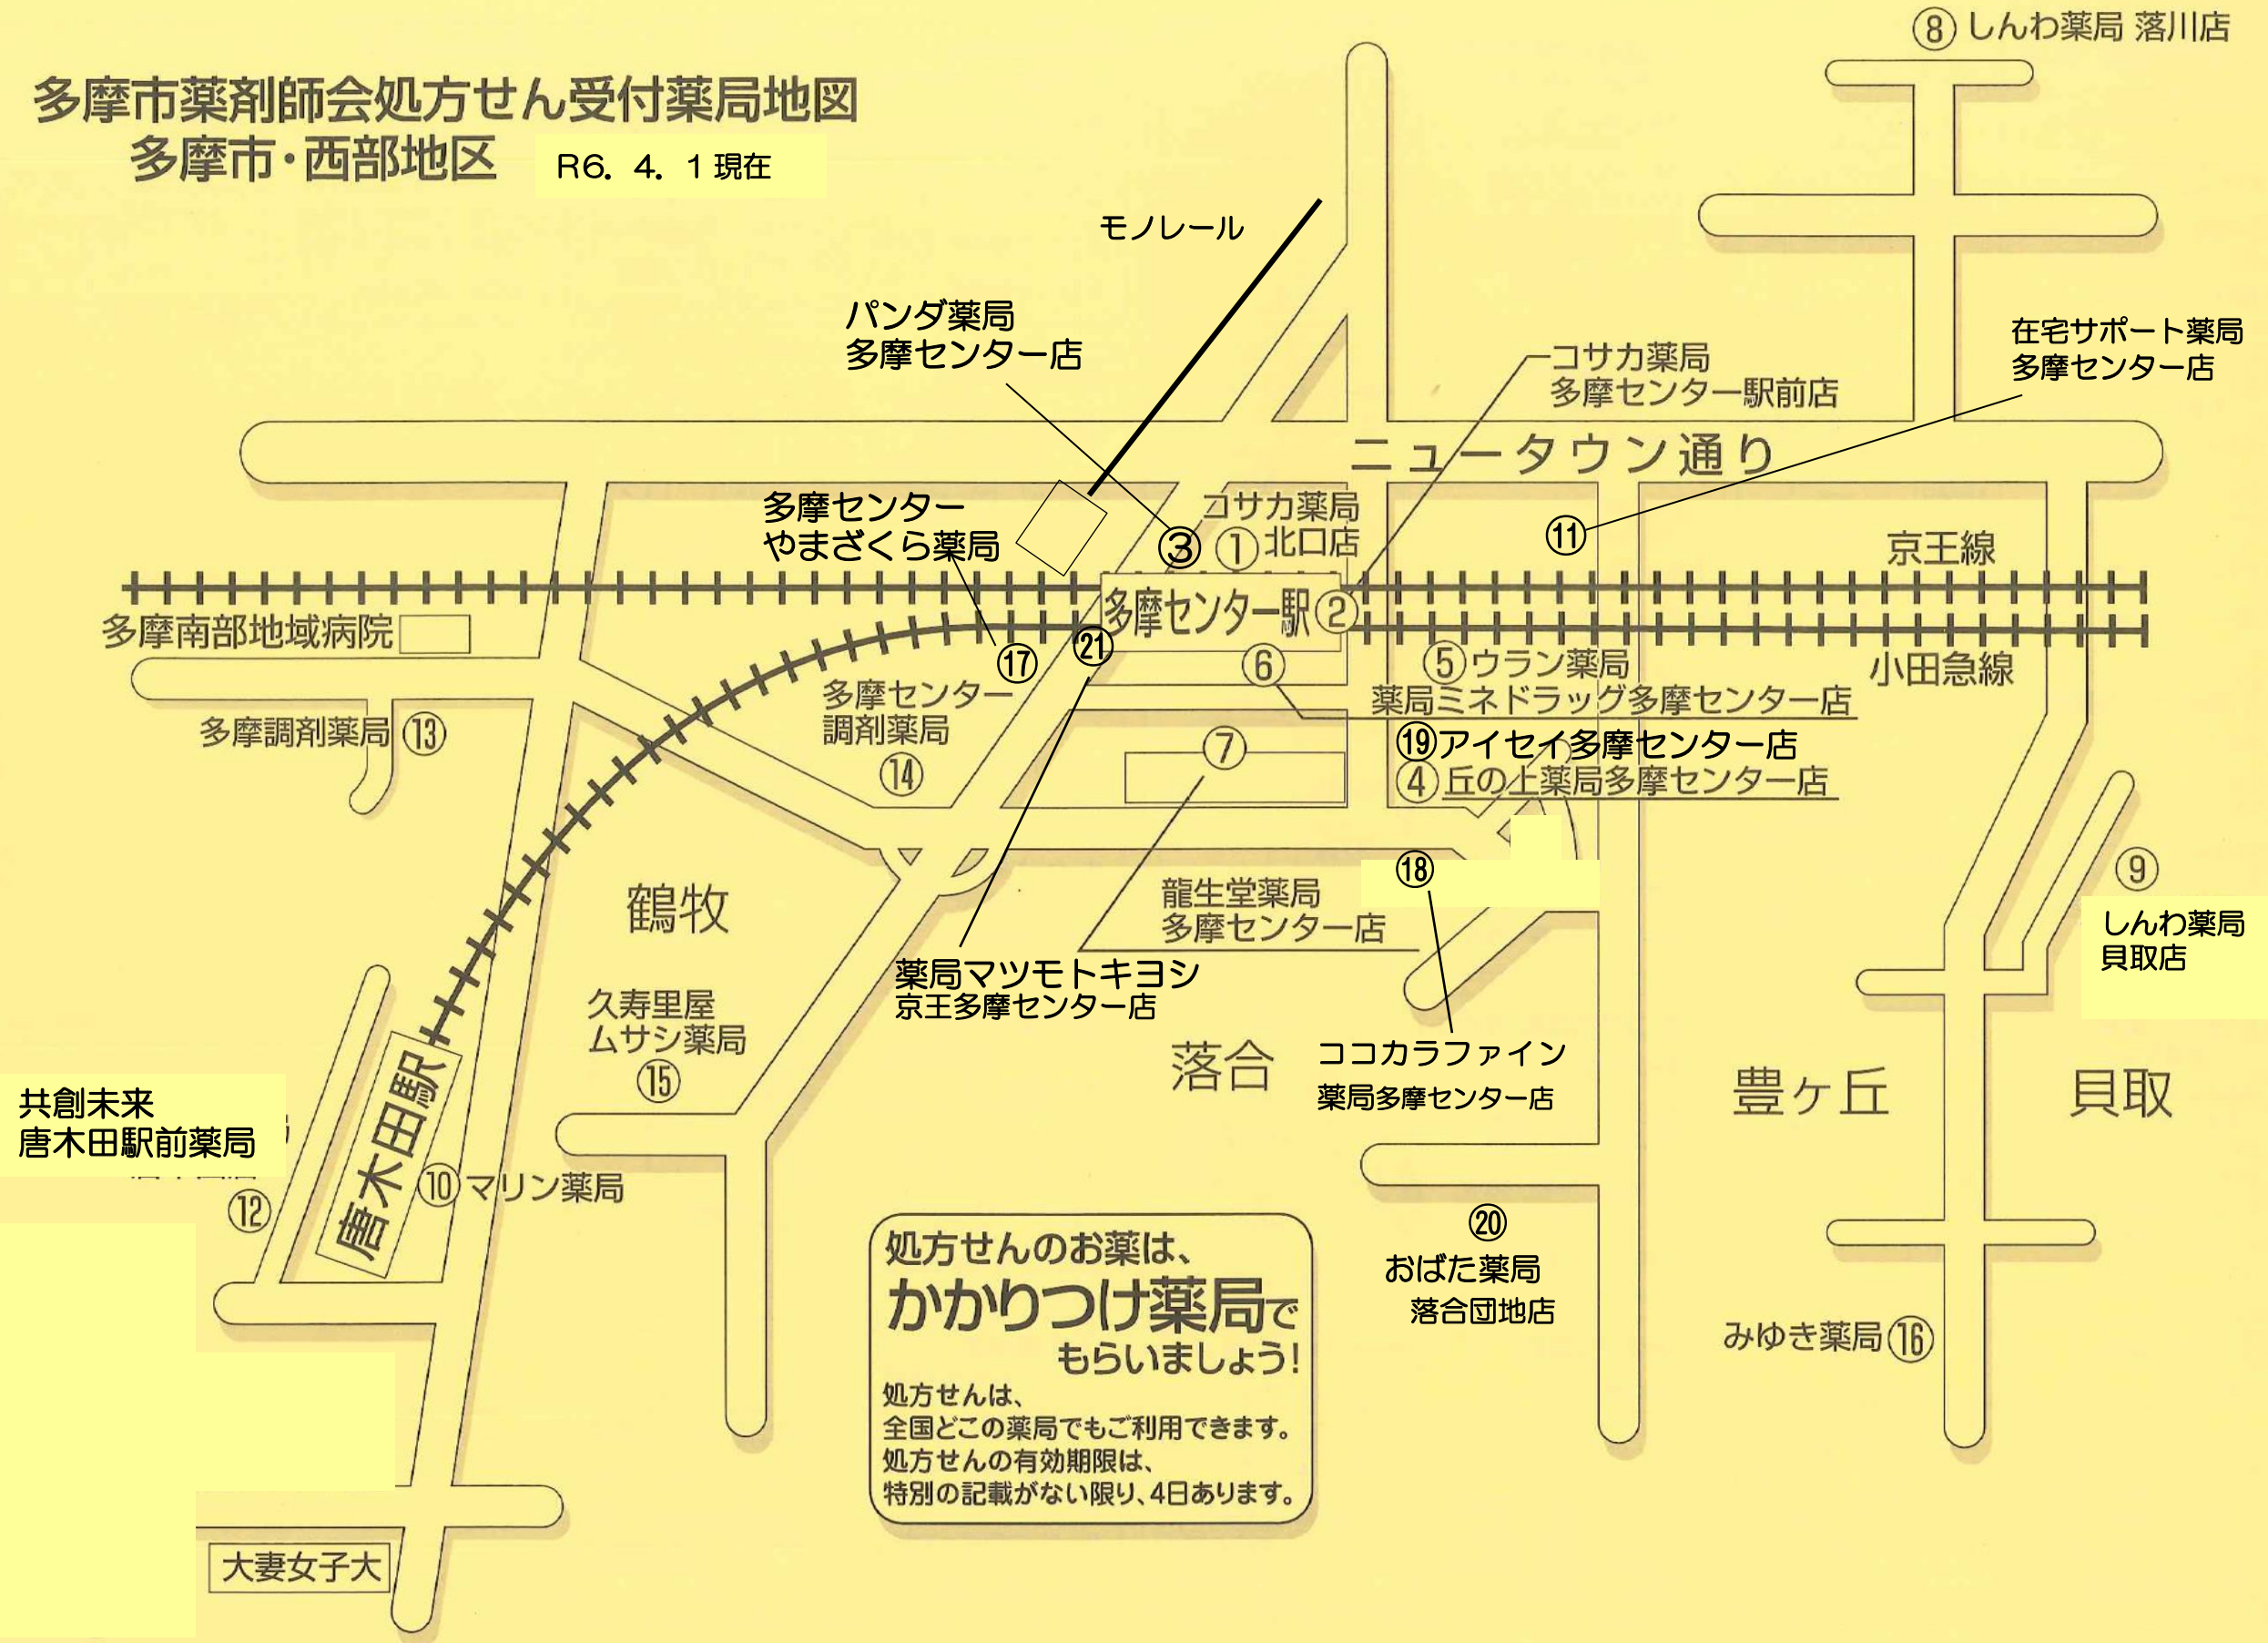 多摩市薬剤師会処方せん受付薬局地図
多摩市・西部地区
R6. 4. 1現在
⑧しんわ薬局 落川店
モノレール
パンダ薬局
多摩センター店
コサカ薬局
多摩センター駅前店
在宅サポート薬局
多摩センター店
ニュータウン通り
多摩センター
やまざくら薬局
コサカ薬局
③
①北口店
⑪
京王線
多摩センター駅②
多摩南部地域病院
㉑
⑰
⑥
⑤ウラン薬局
小田急線
薬局ミネドラッグ多摩センター店
多摩センター
調剤薬局
⑭
多摩調剤薬局⑬
⑦
⑲アイセイ多摩センター店
④丘の上薬局多摩センター店
⑱
⑨
しんわ薬局
貝取店
鶴牧
龍生堂薬局
多摩センター店
薬局マツモトキヨシ
京王多摩センター店
久寿里屋
ムサシ薬局
⑮
落合
ココカラファイン
薬局多摩センター店
豊ヶ丘
貝取
共創未来
唐木田駅前薬局
⑫
唐木田駅
⑩マリン薬局
⑳
おばた薬局
落合団地店
みゆき薬局⑯
処方せんのお薬は、
かかりつけ薬局で
もらいましょう!
処方せんは、
全国どこの薬局でもご利用できます。
処方せんの有効期限は、
特別の記載がない限り、4日あります。
大妻女子大